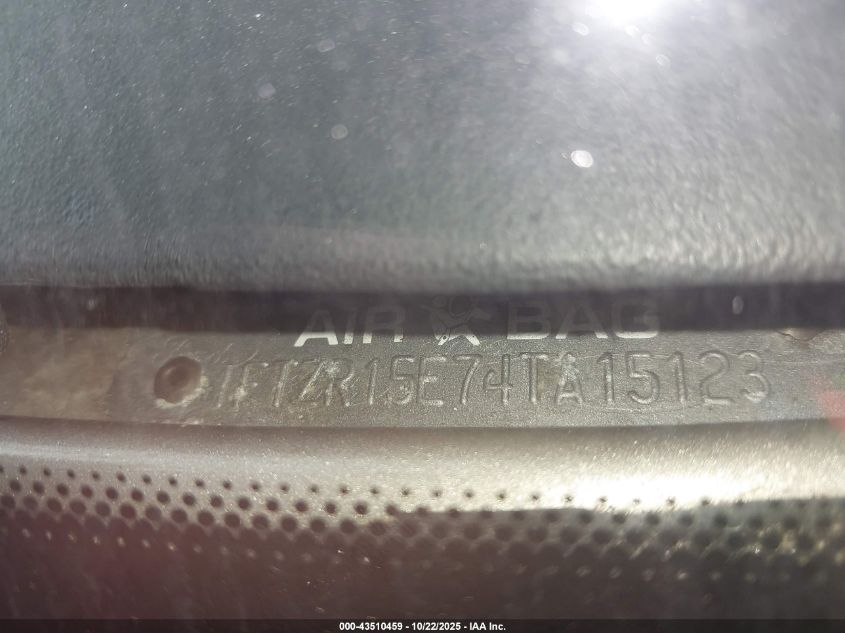 AIR BAG
1FTZR15E74TA15123
000-43510459 | 10/22/2025 - IAA Inc.